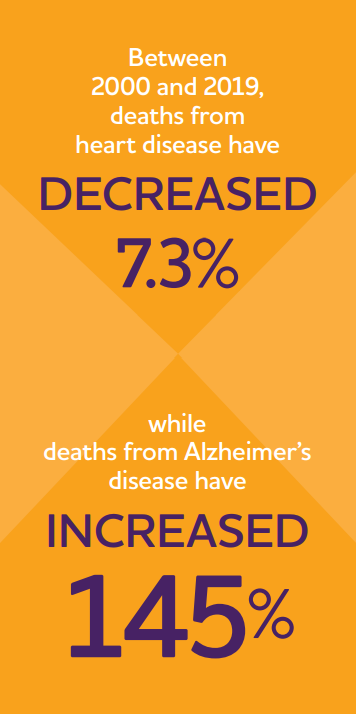 Between
2000 and 2019,
deaths from
heart disease have
DECREASED
7.3%
while
deaths from Alzheimer’s
disease have
INCREASED
145%